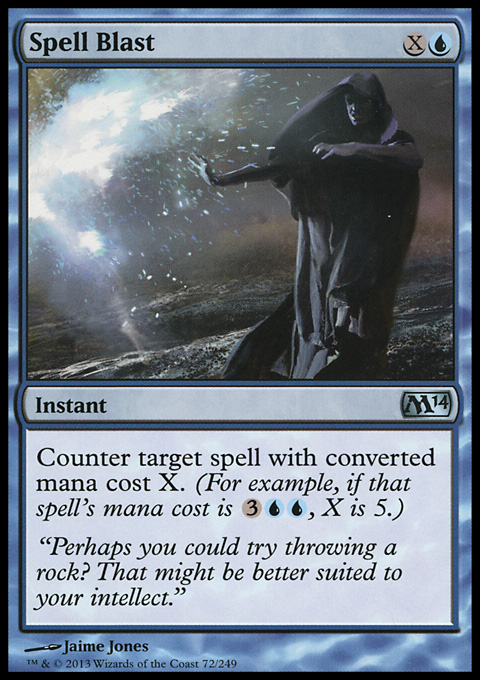 Spell Blast X
Instant M14
Counter target spell with converted
mana cost X. (For example, if that
spell's mana cost is 3, X is 5.)
“Perhaps you could try throwing a
rock? That might be better suited to
your intellect.”
Jaime Jones
™ & © 2013 Wizards of the Coast 72/249